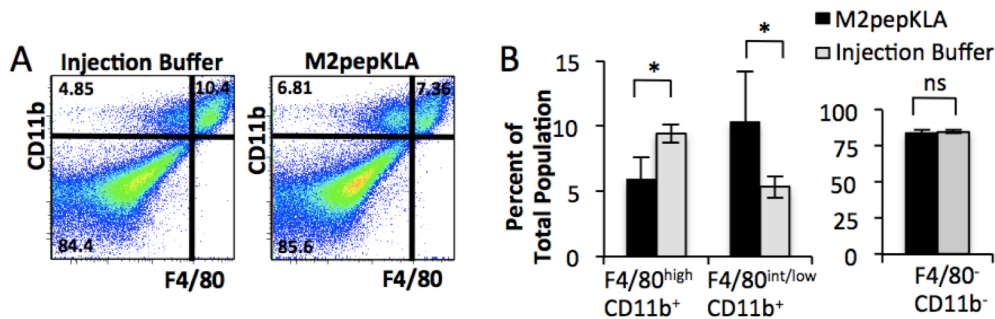 A
Injection Buffer
M2pepKLA
4.85
10.4
6.81
7.36
CD11b
CD11b
84.4
85.6
F4/80
F4/80
B
M2pepKLA
Injection Buffer
Percent of
Total Population
15
10
5
0
*
*
F4/80high
CD11b+
F4/80int/low
CD11b+
100
75
50
25
0
ns
F4/80-
CD11b-